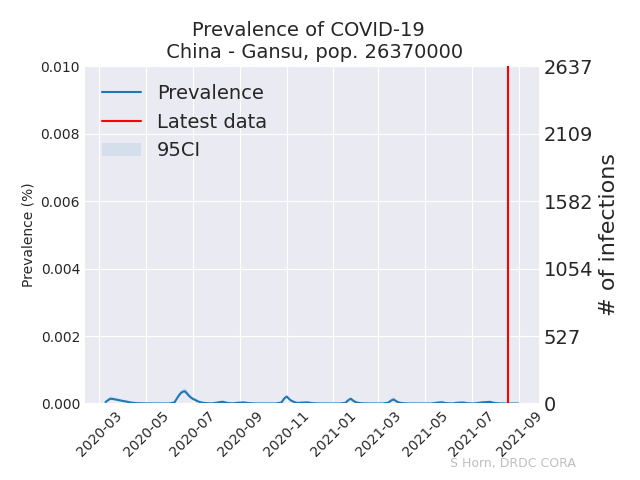 Prevalence of COVID-19
China - Gansu, pop. 26370000
Prevalence
Latest data
95CI
Prevalence (%)
0.010
0.008
0.006
0.004
0.002
0.000
2637
2109
1582
1054
527
0
# of infections
2020-03
2020-05
2020-07
2020-09
2020-11
2021-01
2021-03
2021-05
2021-07
2021-09
S Horn, DRDC CORA